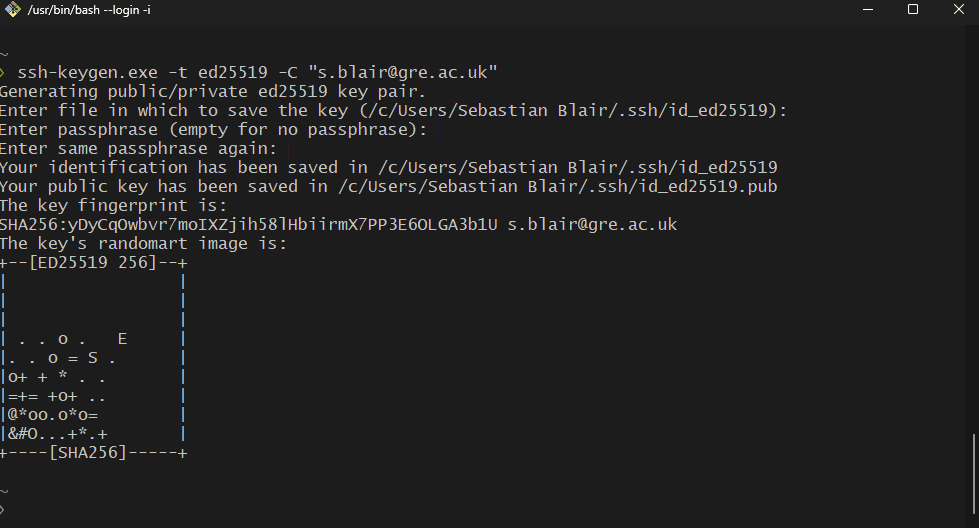 /usr/bin/bash --login -i
~
› ssh-keygen.exe -t ed25519 -C "s.blair@gre.ac.uk"
Generating public/private ed25519 key pair.
Enter file in which to save the key (/c/Users/Sebastian Blair/.ssh/id_ed25519):
Enter passphrase (empty for no passphrase):
Enter same passphrase again:
Your identification has been saved in /c/Users/Sebastian Blair/.ssh/id_ed25519
Your public key has been saved in /c/Users/Sebastian Blair/.ssh/id_ed25519.pub
The key fingerprint is:
SHA256:yDyCqOwbvr7moIXZjih58lHbiirmX7PP3E6OLGA3b1U s.blair@gre.ac.uk
The key's randomart image is:
+--[ED25519 256]--+
|                 |
|                 |
|                 |
| . . o .   E     |
|. . o = S .      |
|o+ + * . .       |
|=+= +o+ ..       |
|@*oo.o*o=        |
|&#O...+*.+       |
+----[SHA256]-----+
~
›